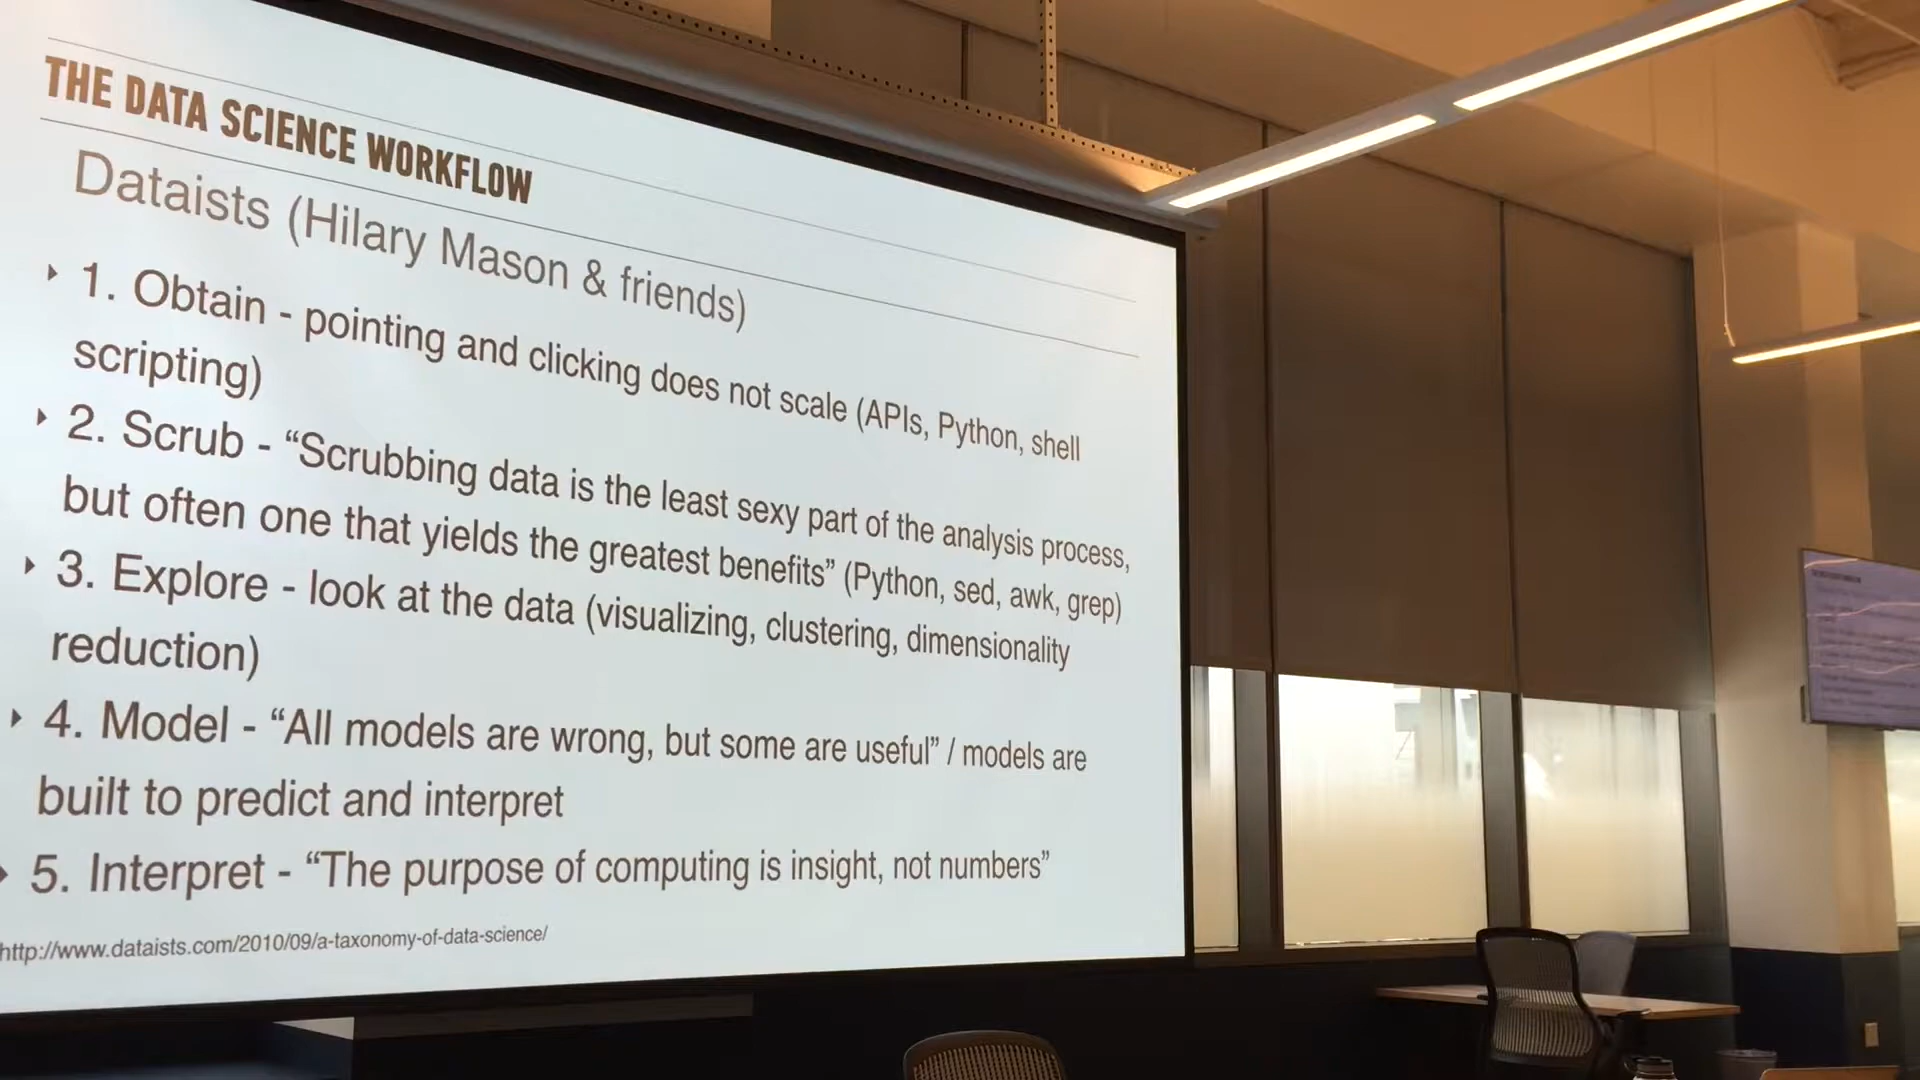 THE DATA SCIENCE WORKFLOW
Dataists (Hilary Mason & friends)
‣ 1. Obtain - pointing and clicking does not scale (APIs, Python, shell
scripting)
‣ 2. Scrub - “Scrubbing data is the least sexy part of the analysis process,
but often one that yields the greatest benefits” (Python, sed, awk, grep)
‣ 3. Explore - look at the data (visualizing, clustering, dimensionality
reduction)
‣ 4. Model - “All models are wrong, but some are useful” / models are
built to predict and interpret
‣ 5. Interpret - “The purpose of computing is insight, not numbers”
http://www.dataists.com/2010/09/a-taxonomy-of-data-science/